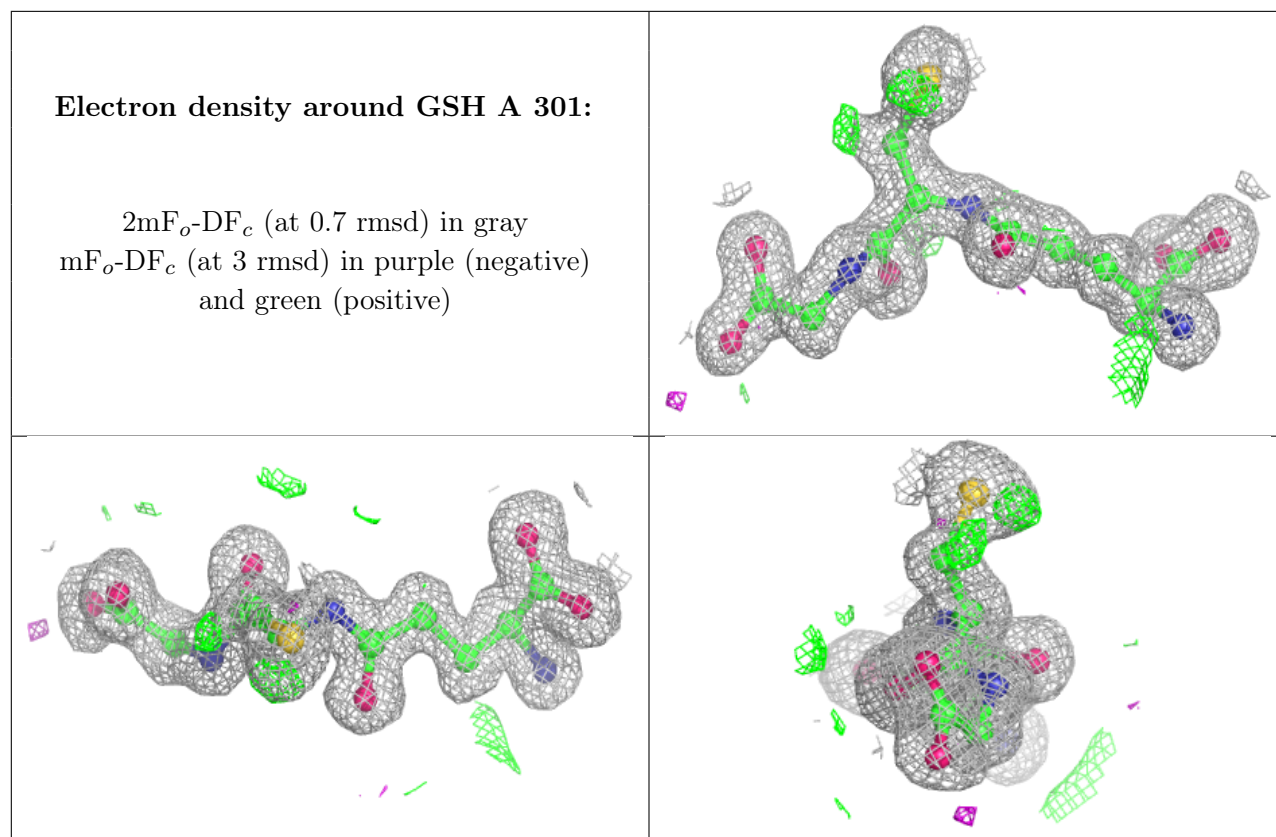 Electron density around GSH A 301:
2mFo-DFc (at 0.7 rmsd) in gray
mFo-DFc (at 3 rmsd) in purple (negative)
and green (positive)